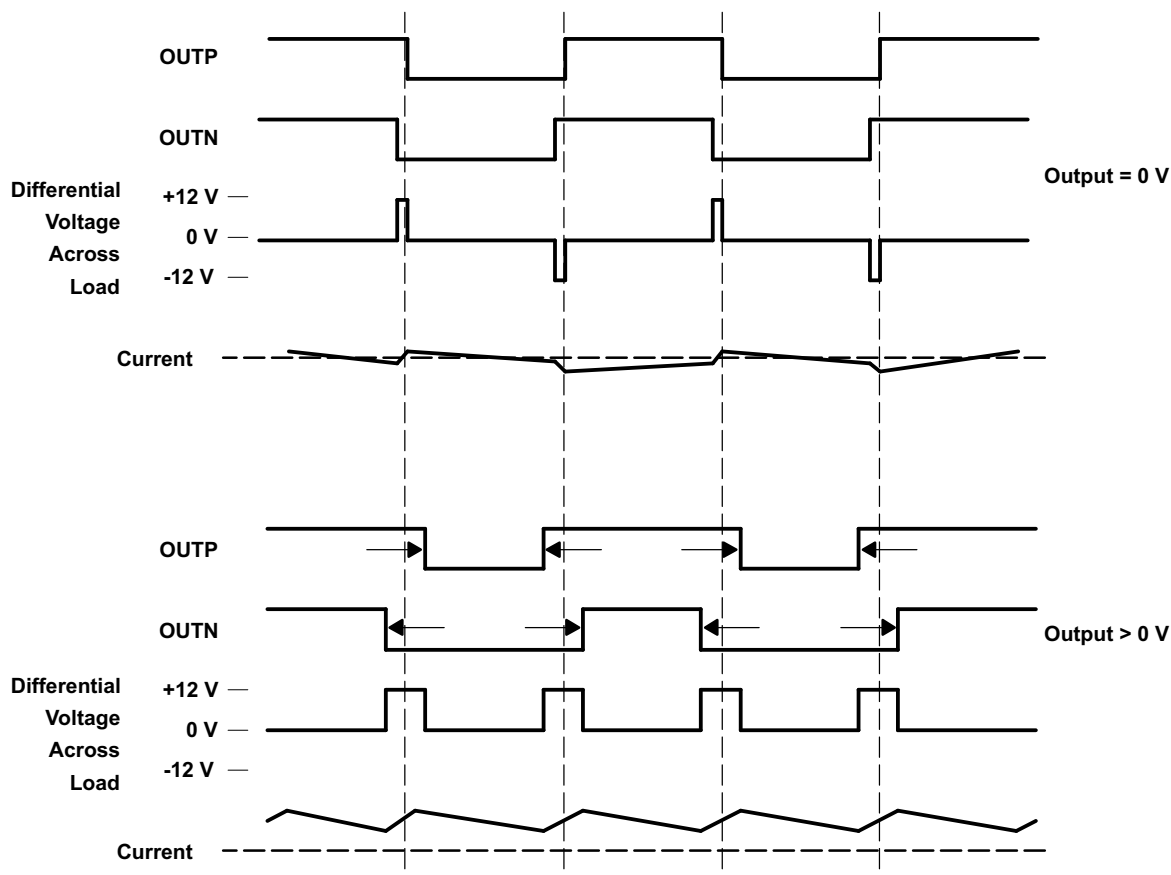 OUTP
OUTN
Output = 0 V
Differential
Voltage
Across
Load
+12 V
0 V
-12 V
Current
OUTP
OUTN
Output > 0 V
Differential
Voltage
Across
Load
+12 V
0 V
-12 V
Current